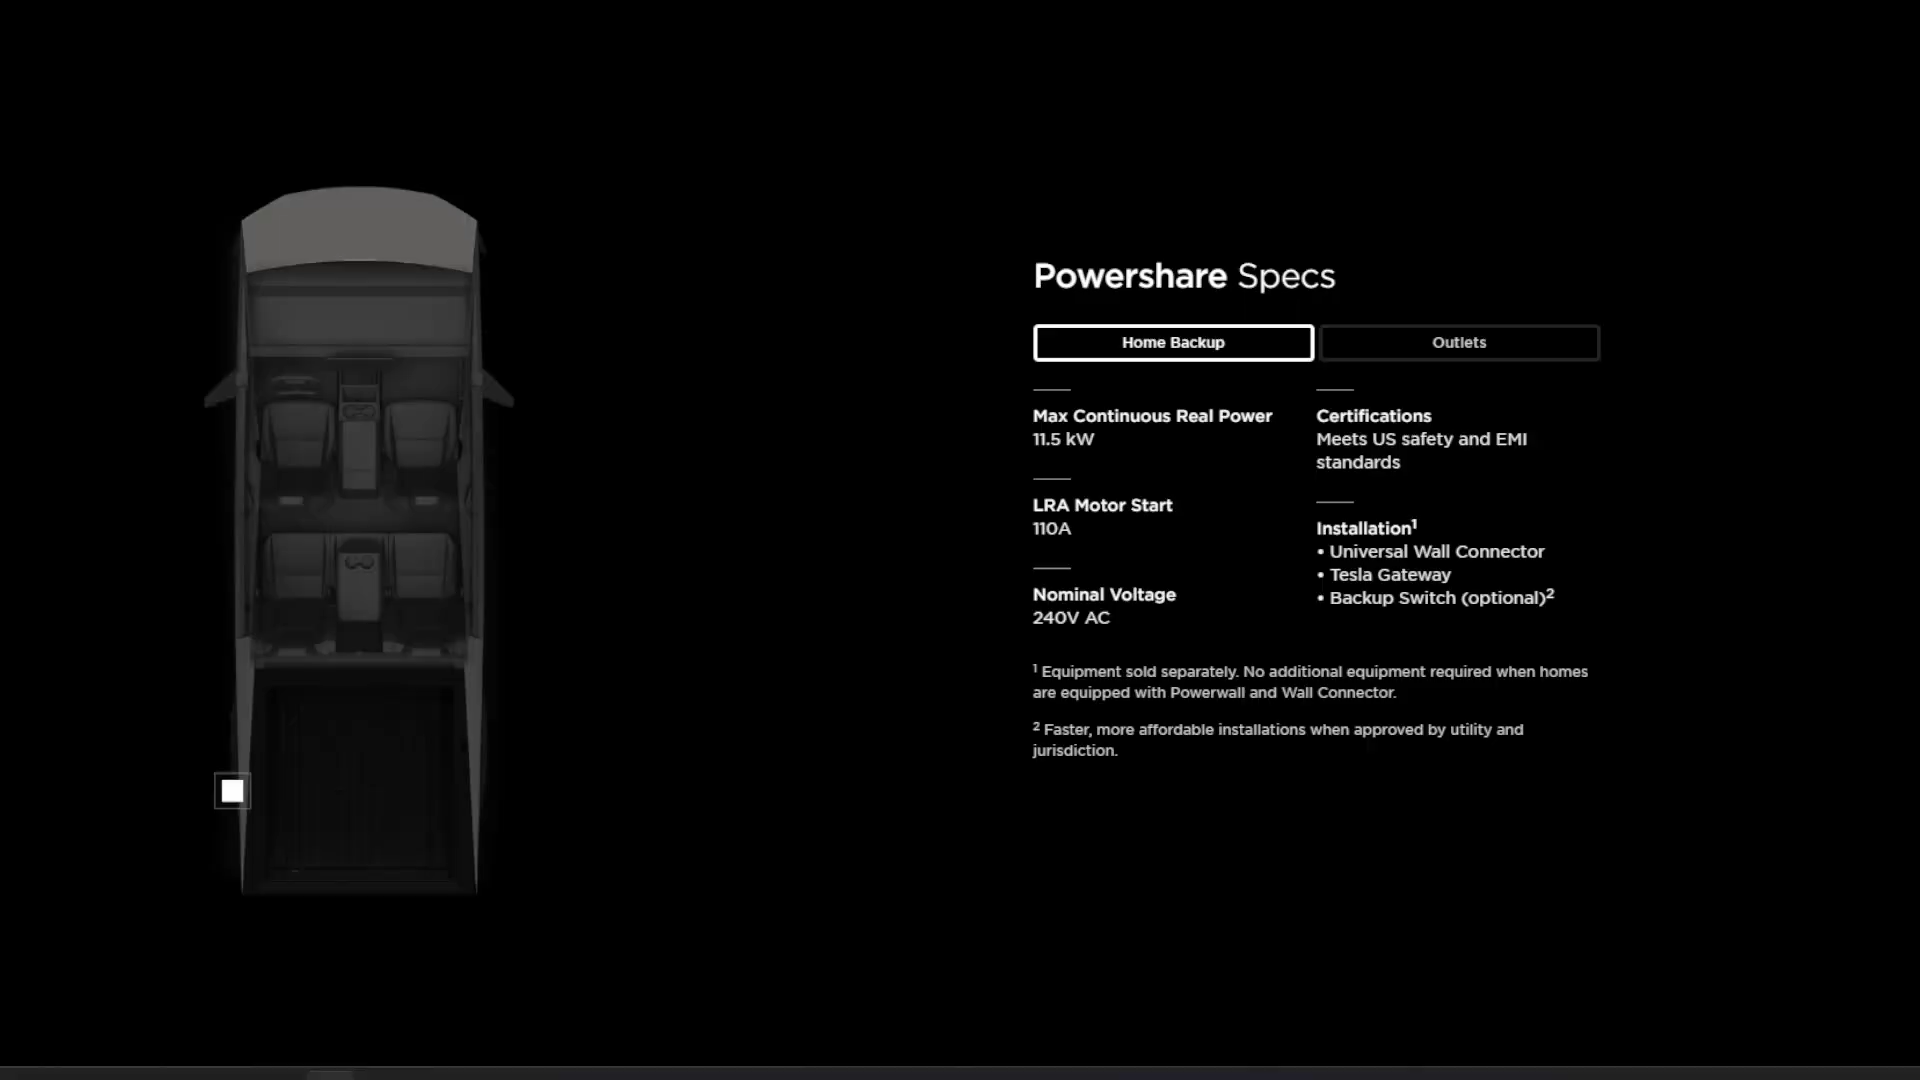 Powershare Specs
Home Backup
Outlets
Max Continuous Real Power
11.5 kW
LRA Motor Start
110A
Nominal Voltage
240V AC
Certifications
Meets US safety and EMI
standards
Installation¹
• Universal Wall Connector
• Tesla Gateway
• Backup Switch (optional)²
¹ Equipment sold separately. No additional equipment required when homes
are equipped with Powerwall and Wall Connector.
² Faster, more affordable installations when approved by utility and
jurisdiction.